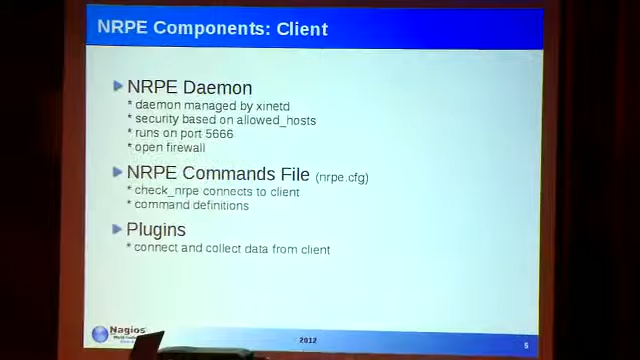 NRPE Components: Client
NRPE Daemon
* daemon managed by xinetd
* security based on allowed_hosts
* runs on port 5666
* open firewall
NRPE Commands File (nrpe.cfg)
* check_nrpe connects to client
* command definitions
Plugins
* connect and collect data from client
Nagios
2012
5